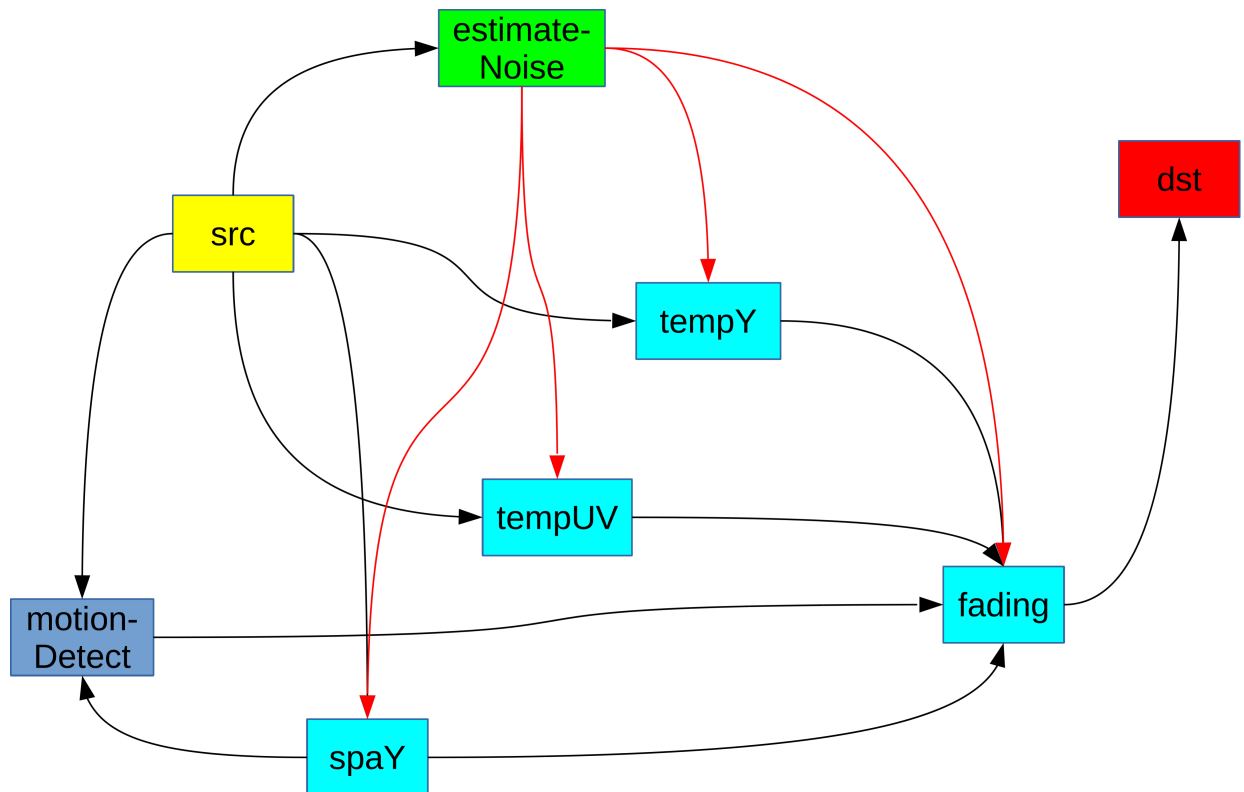 estimate-
Noise
dst
src
tempY
tempUV
fading
motion-
Detect
spaY